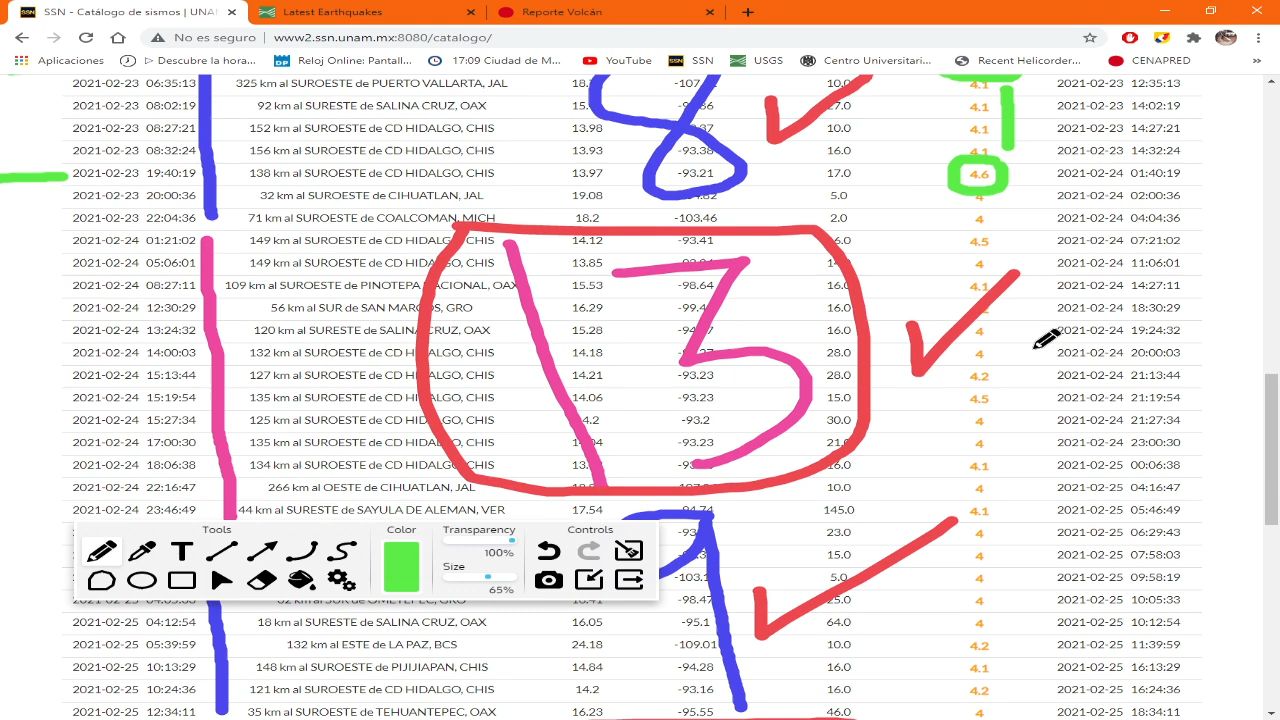 SSN - Catálogo de sismos | UNAM
Latest Earthquakes
Reporte Volcán
No es seguro | www2.ssn.unam.mx:8080/catalogo/
Aplicaciones
▷ Descubre la hora...
Reloj Online: Pantall...
17:09 Ciudad de M...
YouTube
SSN
USGS
Centro Universitari...
Recent Helicorder...
CENAPRED
»
325 km al OESTE de PUERTO VALLARTA, JAL 4.1 2021-02-23 12:35:13
2021-02-23 08:02:19 92 km al SURESTE de SALINA CRUZ, OAX 4.1 2021-02-23 14:02:19
2021-02-23 08:27:21 152 km al SUROESTE de CD HIDALGO, CHIS 13.98 10.0 4.1 2021-02-23 14:27:21
2021-02-23 08:32:24 156 km al SUROESTE de CD HIDALGO, CHIS 13.93 -93.38 16.0 4.1 2021-02-23 14:32:24
2021-02-23 19:40:19 138 km al SUROESTE de CD HIDALGO, CHIS 13.97 -93.21 17.0 4.6 2021-02-23 01:40:19
2021-02-23 20:00:36 32 km al SUROESTE de CIHUATLAN, JAL 19.08 5.0 4 2021-02-23 02:00:36
2021-02-23 22:04:36 71 km al SUROESTE de COALCOMAN, MICH 18.2 -103.46 2.0 4 2021-02-23 04:04:36
2021-02-24 01:21:02 149 km al SUROESTE de CD HIDALGO, CHIS 14.12 -93.41 4.5 2021-02-24 07:21:02
2021-02-24 05:06:01 149 km al SUROESTE de CD HIDALGO, CHIS 13.85 4 2021-02-24 11:06:01
2021-02-24 08:27:11 109 km al SUROESTE de PINOTEPA NACIONAL, OAX 15.53 -98.64 16.0 4.1 2021-02-24 14:27:11
2021-02-24 12:30:29 56 km al SUR de SAN MARCOS, GRO 16.29 16.0 2021-02-24 18:30:29
2021-02-24 13:24:32 120 km al SURESTE de SALINA CRUZ, OAX 15.28 16.0 4 2021-02-24 19:24:32
2021-02-24 14:00:03 132 km al SUROESTE de CD HIDALGO, CHIS 14.18 28.0 4 2021-02-24 20:00:03
2021-02-24 15:13:44 127 km al SUROESTE de CD HIDALGO, CHIS 14.21 -93.23 28.0 4.2 2021-02-24 21:13:44
2021-02-24 15:19:54 135 km al SUROESTE de CD HIDALGO, CHIS 14.06 -93.23 15.0 4.5 2021-02-24 21:19:54
2021-02-24 15:27:34 125 km al SUROESTE de CD HIDALGO, CHIS -93.2 30.0 4 2021-02-24 21:27:34
2021-02-24 17:00:30 135 km al SUROESTE de CD HIDALGO, CHIS -93.23 4 2021-02-24 23:00:30
2021-02-24 18:06:38 134 km al SUROESTE de CD HIDALGO, CHIS 4.1 2021-02-25 00:06:38
2021-02-24 22:16:47 266 km al OESTE de CIHUATLAN, JAL 10.0 4 2021-02-25 04:16:47
2021-02-24 23:46:49 44 km al SURESTE de SAYULA DE ALEMAN, VER 17.54 -94.74 145.0 4.1 2021-02-25 05:46:49
23.0 4 2021-02-25 06:29:43
15.0 4 2021-02-25 07:58:03
5.0 4 2021-02-25 09:58:19
-98.47 25.0 4 2021-02-25 10:05:33
2021-02-25 04:12:54 18 km al SURESTE de SALINA CRUZ, OAX 16.05 -95.1 64.0 4 2021-02-25 10:12:54
2021-02-25 05:39:59 132 km al ESTE de LA PAZ, BCS 24.18 -109.01 10.0 4.2 2021-02-25 11:39:59
2021-02-25 10:13:29 148 km al SUROESTE de PIJIJIAPAN, CHIS 14.84 -94.28 16.0 4.1 2021-02-25 16:13:29
2021-02-25 10:24:36 121 km al SUROESTE de CD HIDALGO, CHIS 14.2 -93.16 16.0 4.2 2021-02-25 16:24:36
2021-02-25 12:34:11 35 km al SUROESTE de TEHUANTEPEC, OAX 16.23 -95.55 46.0 4 2021-02-25 18:34:11
8
13
1
Tools
Color
Transparency
100%
Size
65%
Controls
T